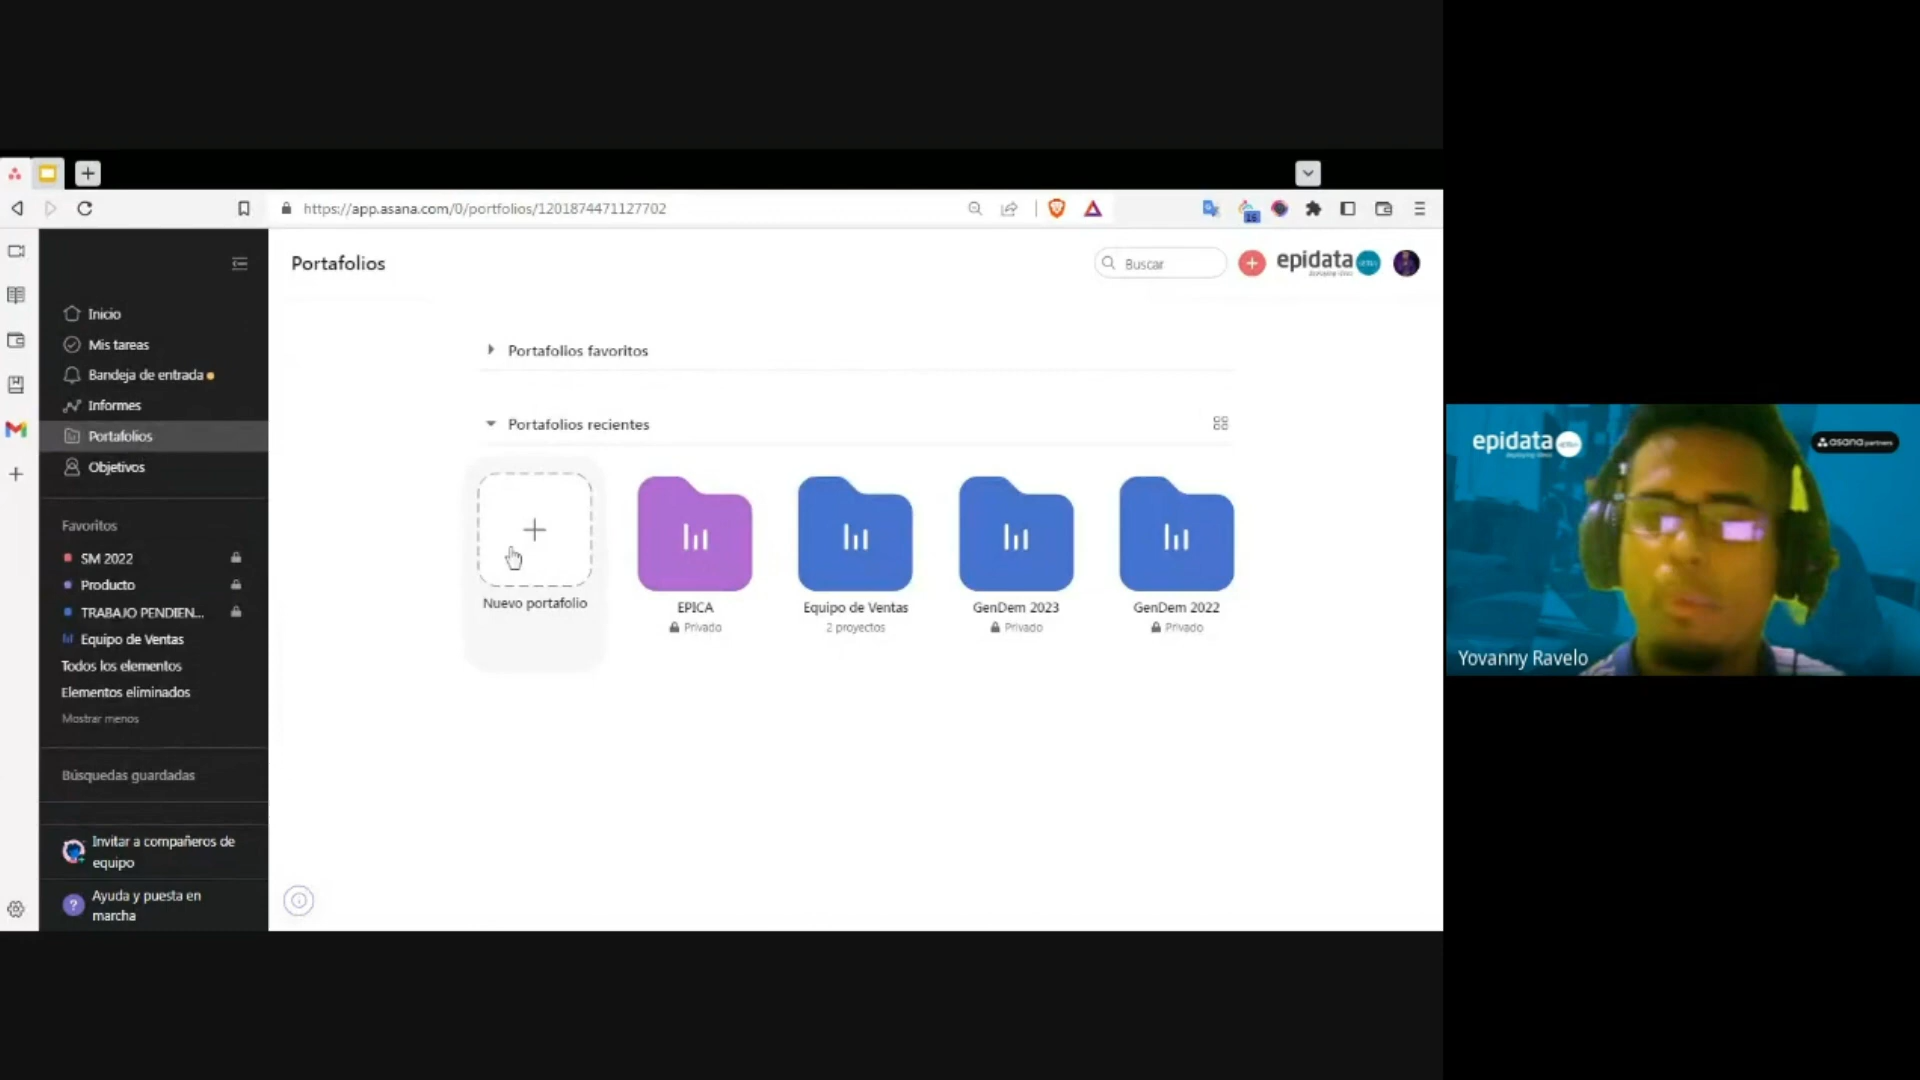 https://app.asana.com/0/portfolios/1201874471127702
16
Portafolios
Buscar
epidata
Inicio
Mis tareas
Bandeja de entrada
Informes
Portafolios
Objetivos
Favoritos
SM 2022
Producto
TRABAJO PENDIEN...
Equipo de Ventas
Todos los elementos
Elementos eliminados
Mostrar menos
Búsquedas guardadas
Invitar a compañeros de
equipo
Ayuda y puesta en
marcha
Portafolios favoritos
Portafolios recientes
Nuevo portafolio
EPICA
Privado
Equipo de Ventas
2 proyectos
GenDem 2023
Privado
GenDem 2022
Privado
epidata
asana partners
Yovanny Ravelo